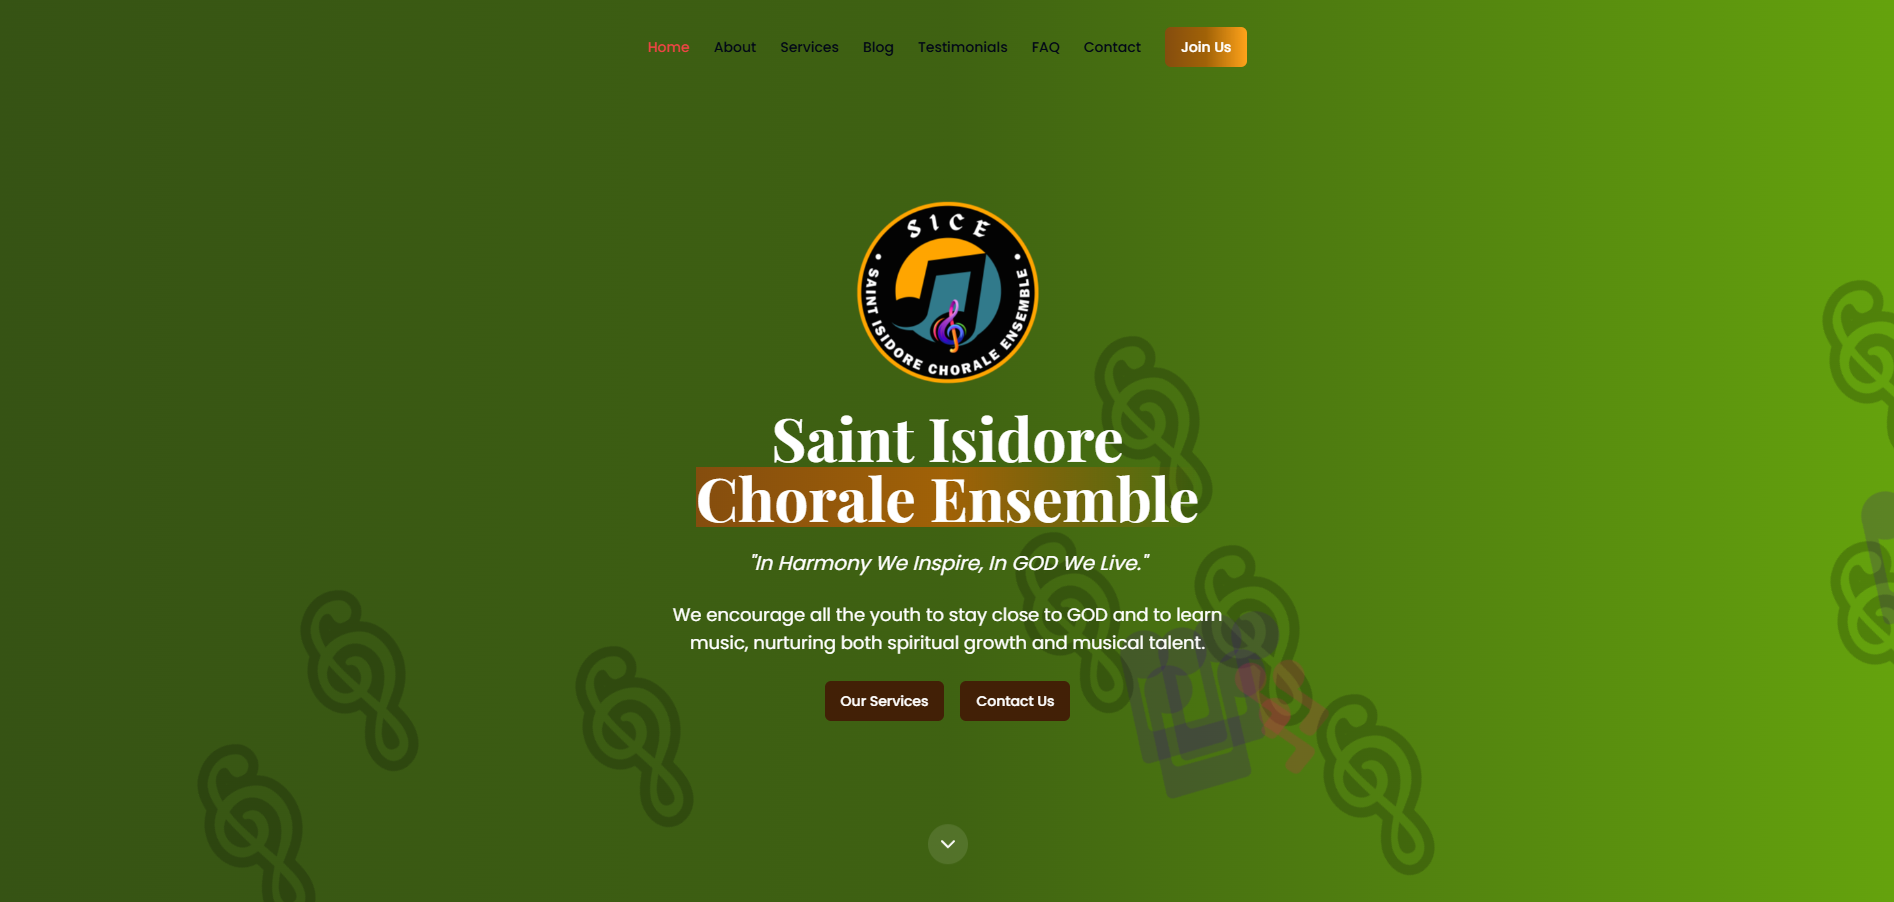 Home About Services Blog Testimonials FAQ Contact Join Us
SICE
• SAINT ISIDORE CHORALE ENSEMBLE •
Saint Isidore
Chorale Ensemble
"In Harmony We Inspire, In GOD We Live."
We encourage all the youth to stay close to GOD and to learn
music, nurturing both spiritual growth and musical talent.
Our Services Contact Us